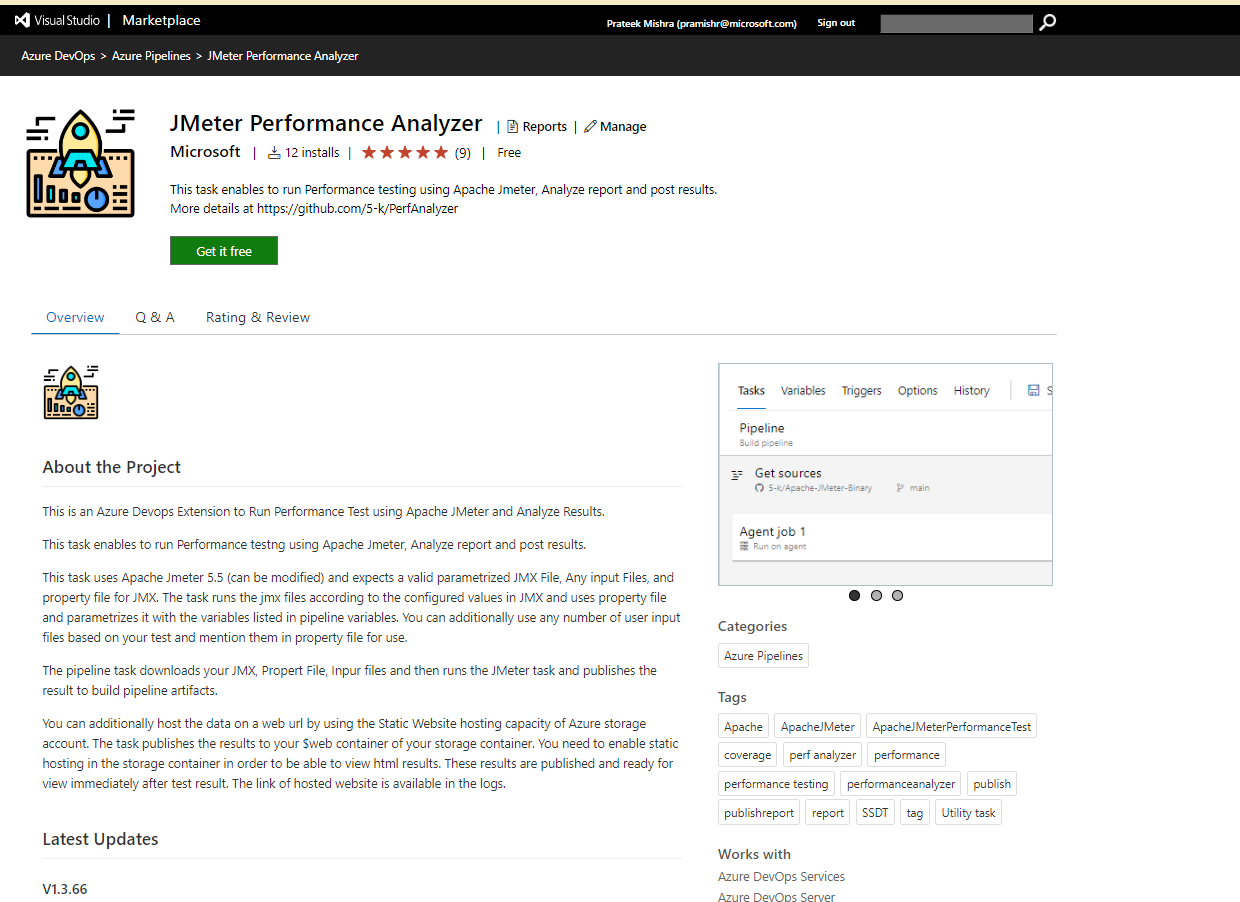 Visual Studio | Marketplace
Prateek Mishra (pramishr@microsoft.com) Sign out
Azure DevOps > Azure Pipelines > JMeter Performance Analyzer
JMeter Performance Analyzer | Reports | Manage
Microsoft | 12 installs | (9) | Free
This task enables to run Performance testing using Apache Jmeter, Analyze report and post results.
More details at https://github.com/5-k/PerfAnalyzer
Get it free
Overview Q & A Rating & Review
About the Project
This is an Azure Devops Extension to Run Performance Test using Apache JMeter and Analyze Results.
This task enables to run Performance testng using Apache Jmeter, Analyze report and post results.
This task uses Apache Jmeter 5.5 (can be modified) and expects a valid parametrized JMX File, Any input Files, and
property file for JMX. The task runs the jmx files according to the configured values in JMX and uses property file
and parametrizes it with the variables listed in pipeline variables. You can additionally use any number of user input
files based on your test and mention them in property file for use.
The pipeline task downloads your JMX, Propert File, Inpur files and then runs the JMeter task and publishes the
result to build pipeline artifacts.
You can additionally host the data on a web url by using the Static Website hosting capacity of Azure storage
account. The task publishes the results to your $web container of your storage container. You need to enable static
hosting in the storage container in order to be able to view html results. These results are published and ready for
view immediately after test result. The link of hosted website is available in the logs.
Latest Updates
V1.3.66
Tasks Variables Triggers Options History S
Pipeline
Build pipeline
Get sources
5-k/Apache-JMeter-Binary main
Agent job 1
Run on agent
Categories
Azure Pipelines
Tags
Apache ApacheJMeter ApacheJMeterPerformanceTest
coverage perf analyzer performance
performance testing performanceanalyzer publish
publishreport report SSDT tag Utility task
Works with
Azure DevOps Services
Azure DevOps Server